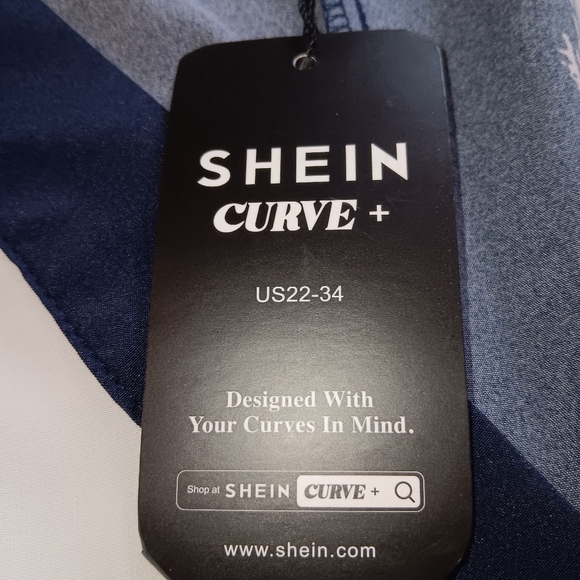 SHEIN
CURVE +
US22-34
Designed With
Your Curves In Mind.
Shop at SHEIN CURVE +
www.shein.com